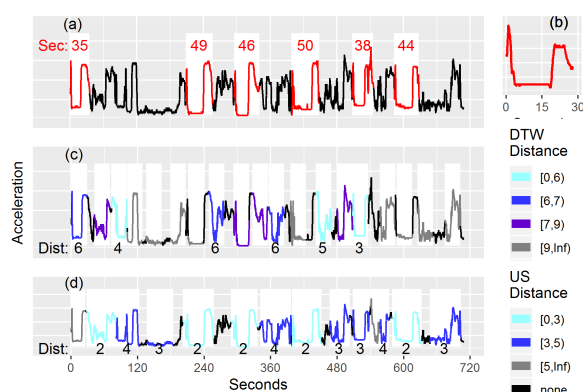 (a)
(b)
Sec: 35 49 46 50 38 44
0 15 30
DTW
Distance
[0,6)
[6,7)
[7,9)
[9,Inf)
(c)
Dist: 6 4 6 6 5 3
Acceleration
US
Distance
[0,3)
[3,5)
[5,Inf)
none
(d)
Dist: 2 4 3 2 2 4 2 3 3 4 2 3
0 120 240 360 480 600 720
Seconds